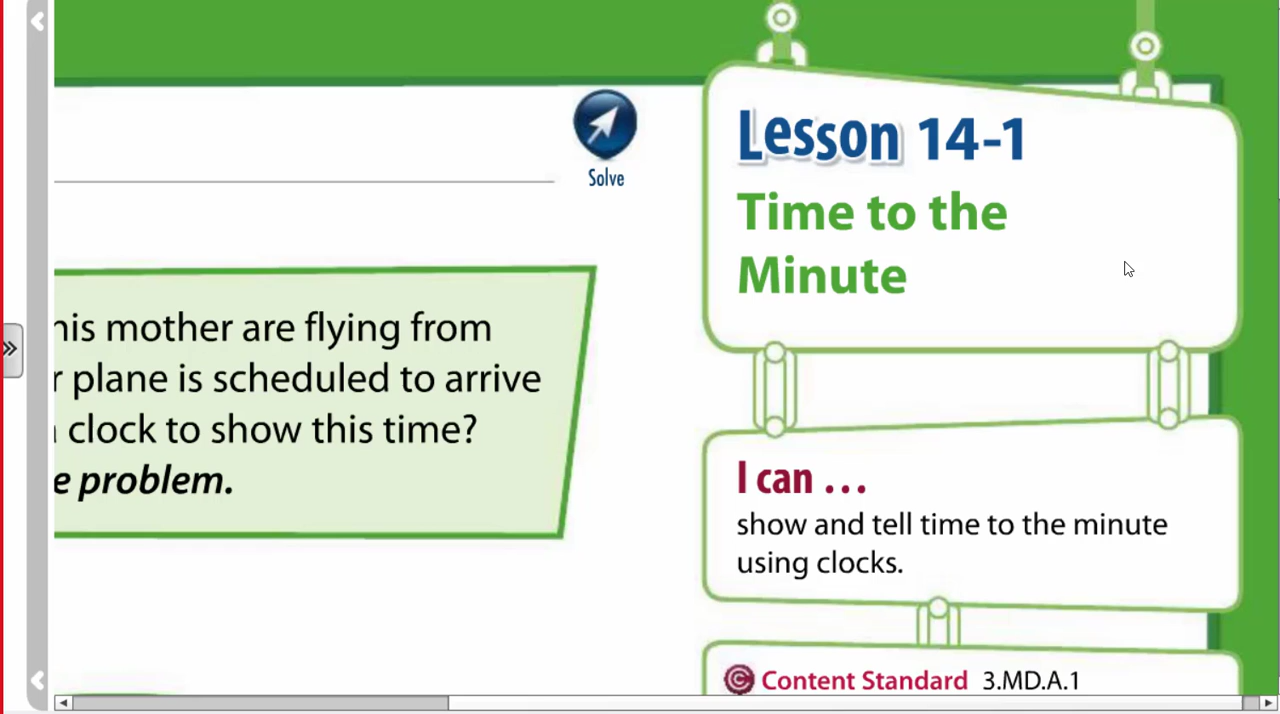 Solve
his mother are flying from
plane is scheduled to arrive
clock to show this time?
problem.
Lesson 14-1
Time to the
Minute
I can ...
show and tell time to the minute
using clocks.
Content Standard 3.MD.A.1